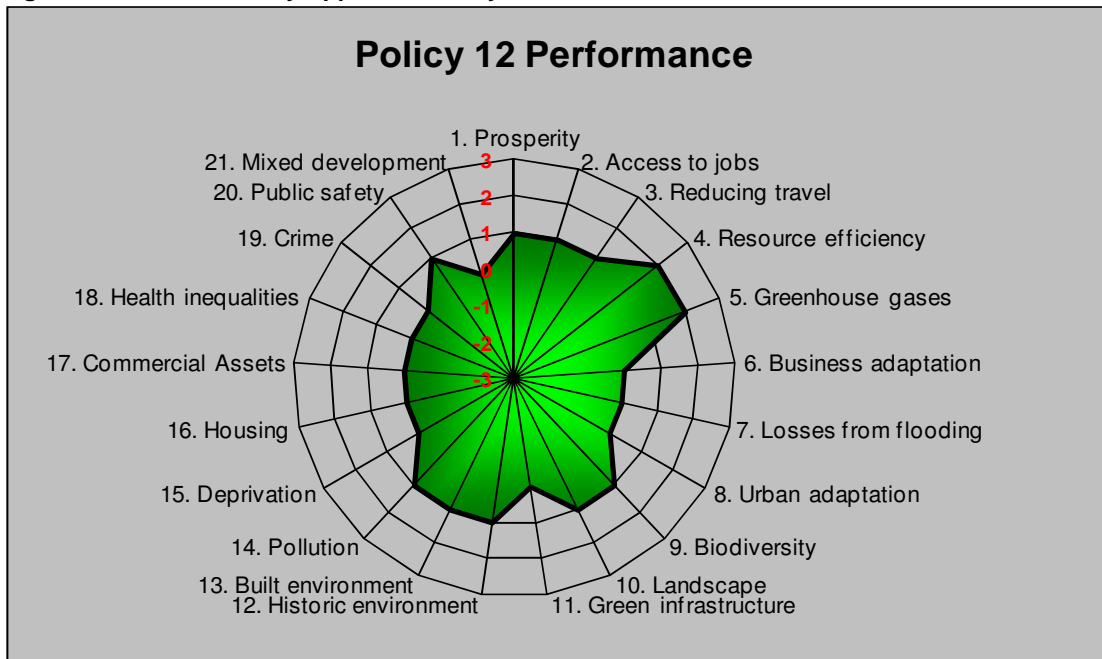 Policy 12 Performance
1. Prosperity
2. Access to jobs
3. Reducing travel
4. Resource efficiency
5. Greenhouse gases
6. Business adaptation
7. Losses from flooding
8. Urban adaptation
9. Biodiversity
10. Landscape
11. Green infrastructure
12. Historic environment
13. Built environment
14. Pollution
15. Deprivation
16. Housing
17. Commercial Assets
18. Health inequalities
19. Crime
20. Public safety
21. Mixed development
3
2
1
0
-1
-2
-3